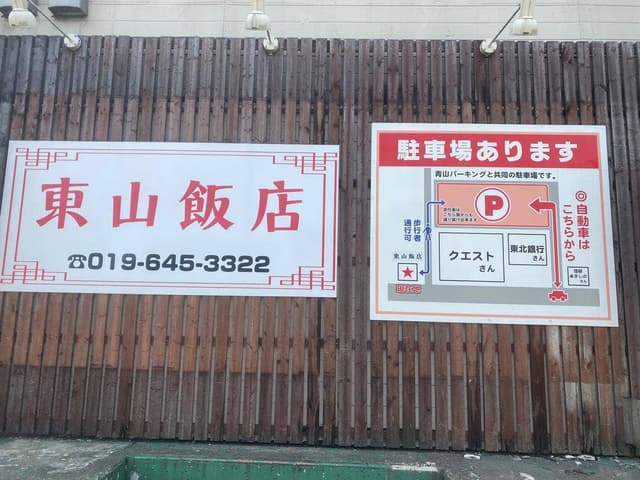 東山飯店
☎019-645-3322
駐車場あります
青山パーキングと共同の駐車場です。
P
歩行者
通行可
◎自動車は
こちらから
クエスト
さん
東北銀行
さん
東山飯店
★